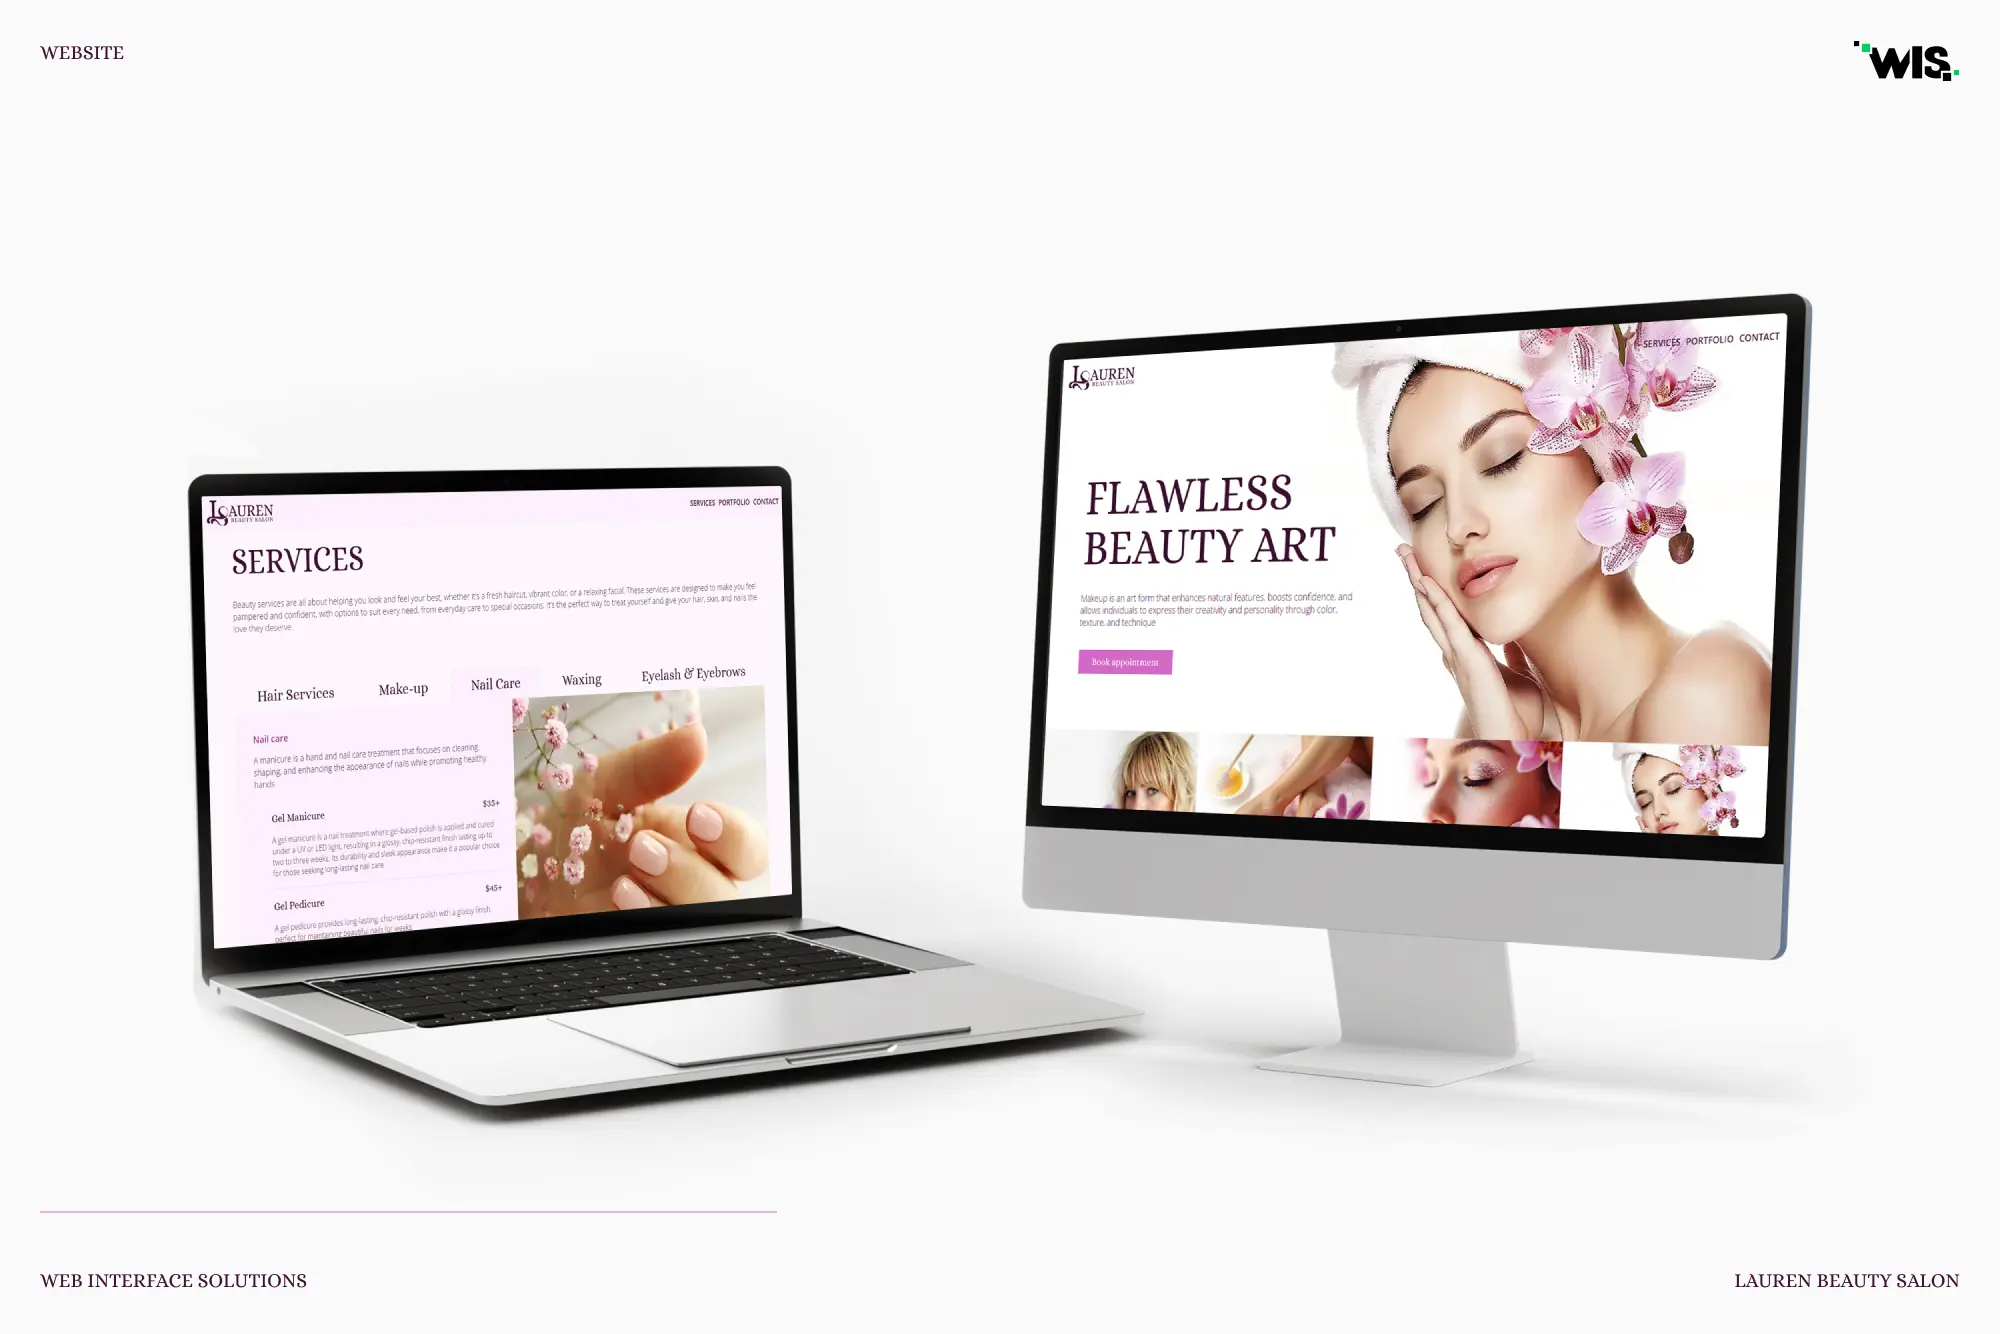 WEBSITE
WIS.
LAUREN
BEAUTY SALON
SERVICES PORTFOLIO CONTACT
SERVICES
Beauty services are all about helping you look and feel your best, whether it's a fresh haircut, vibrant color, or a relaxing facial. These services are designed to make you feel
pampered and confident, with options to suit every need, from everyday care to special occasions. It's the perfect way to treat yourself and give your hair, skin, and nails the
love they deserve.
Hair Services
Make-up
Nail Care
Waxing
Eyelash & Eyebrows
Nail care
A manicure is a hand and nail care treatment that focuses on cleaning,
shaping, and enhancing the appearance of nails while promoting healthy
hands
$35+
Gel Manicure
A gel manicure is a nail treatment where gel-based polish is applied and cured
under a UV or LED light, resulting in a glossy, chip-resistant finish lasting up to
two to three weeks. Its durability and sleek appearance make it a popular choice
for those seeking long-lasting nail care
$45+
Gel Pedicure
A gel pedicure provides long-lasting, chip-resistant polish with a glossy finish,
perfect for maintaining beautiful nails for weeks
LAUREN
BEAUTY SALON
SERVICES PORTFOLIO CONTACT
FLAWLESS
BEAUTY ART
Makeup is an art form that enhances natural features, boosts confidence, and
allows individuals to express their creativity and personality through color,
texture, and technique
Book appointment
WEB INTERFACE SOLUTIONS
LAUREN BEAUTY SALON